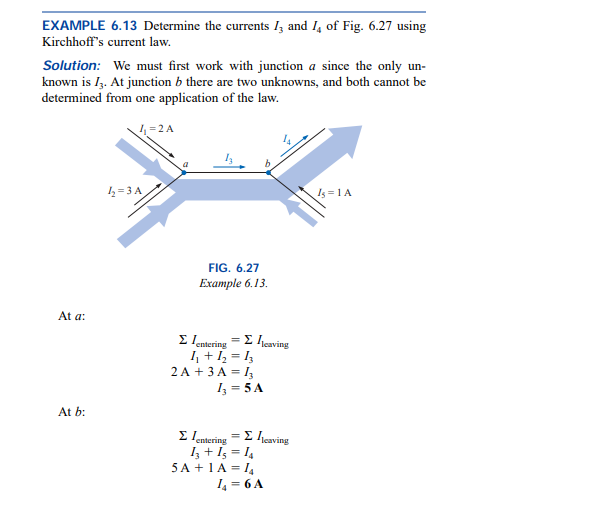 EXAMPLE 6.13 Determine the currents I₃ and I₄ of Fig. 6.27 using
Kirchhoff's current law.
Solution: We must first work with junction a since the only un-
known is I₃. At junction b there are two unknowns, and both cannot be
determined from one application of the law.
I₁ = 2 A
I₄
a
I₃
b
I₂ = 3 A
I₅ = 1 A
FIG. 6.27
Example 6.13.
At a:
Σ Ientering = Σ Ileaving
I₁ + I₂ = I₃
2 A + 3 A = I₃
I₃ = 5 A
At b:
Σ Ientering = Σ Ileaving
I₃ + I₅ = I₄
5 A + 1 A = I₄
I₄ = 6 A